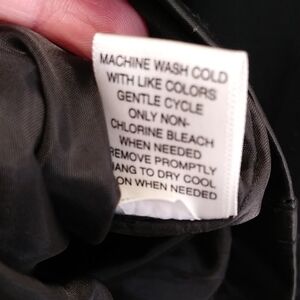 MACHINE WASH COLD
WITH LIKE COLORS
GENTLE CYCLE
ONLY NON-
CHLORINE BLEACH
WHEN NEEDED
REMOVE PROMPTLY
HANG TO DRY COOL
IRON WHEN NEEDED